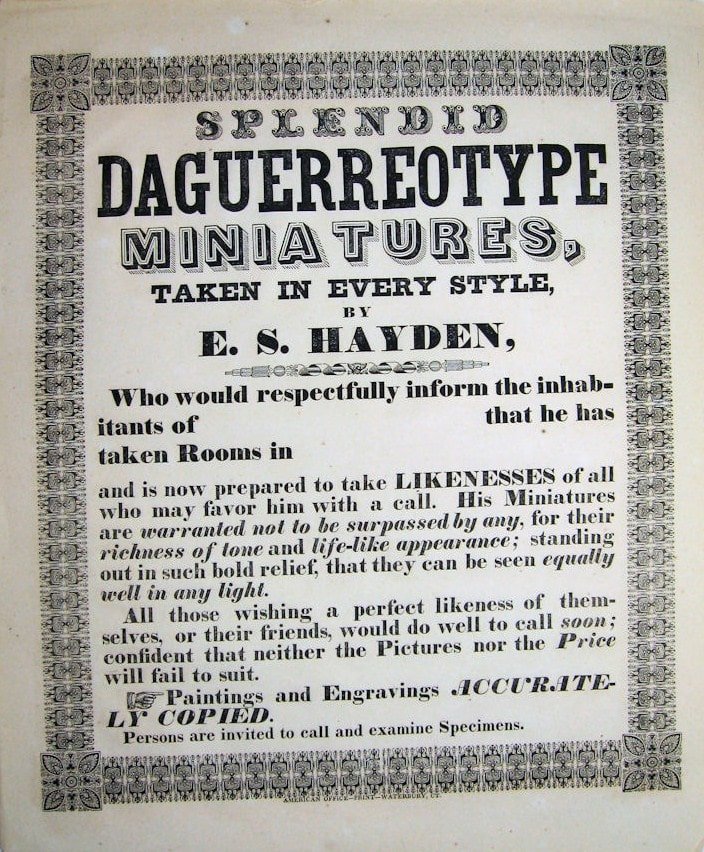 SPLENDID
DAGUERREOTYPE
MINIATURES,
TAKEN IN EVERY STYLE,
BY
E. S. HAYDEN,
Who would respectfully inform the inhab-
itants of that he has
taken Rooms in
and is now prepared to take LIKENESSES of all
who may favor him with a call. His Miniatures
are warranted not to be surpassed by any, for their
richness of tone and life-like appearance; standing
out in such bold relief, that they can be seen equally
well in any light.
All those wishing a perfect likeness of them-
selves, or their friends, would do well to call soon;
confident that neither the Pictures nor the Price
will fail to suit.
☞ Paintings and Engravings ACCURATE-
LY COPIED.
Persons are invited to call and examine Specimens.
AMERICAN OFFICE—PRINT—WATERBURY, CT.